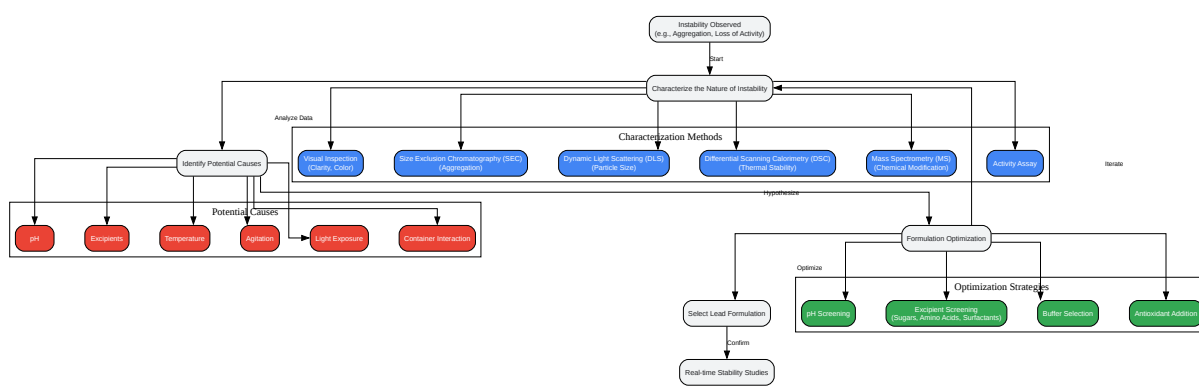 Instability Observed
(e.g., Aggregation, Loss of Activity)
Start
Characterize the Nature of Instability
Analyze Data
Characterization Methods
Identify Potential Causes
Visual Inspection
(Clarity, Color)
Size Exclusion Chromatography (SEC)
(Aggregation)
Dynamic Light Scattering (DLS)
(Particle Size)
Differential Scanning Calorimetry (DSC)
(Thermal Stability)
Mass Spectrometry (MS)
(Chemical Modification)
Activity Assay
Iterate
Hypothesize
Potential Causes
pH
Excipients
Temperature
Agitation
Light Exposure
Container Interaction
Formulation Optimization
Optimize
Optimization Strategies
Select Lead Formulation
pH Screening
Excipient Screening
(Sugars, Amino Acids, Surfactants)
Buffer Selection
Antioxidant Addition
Confirm
Real-time Stability Studies